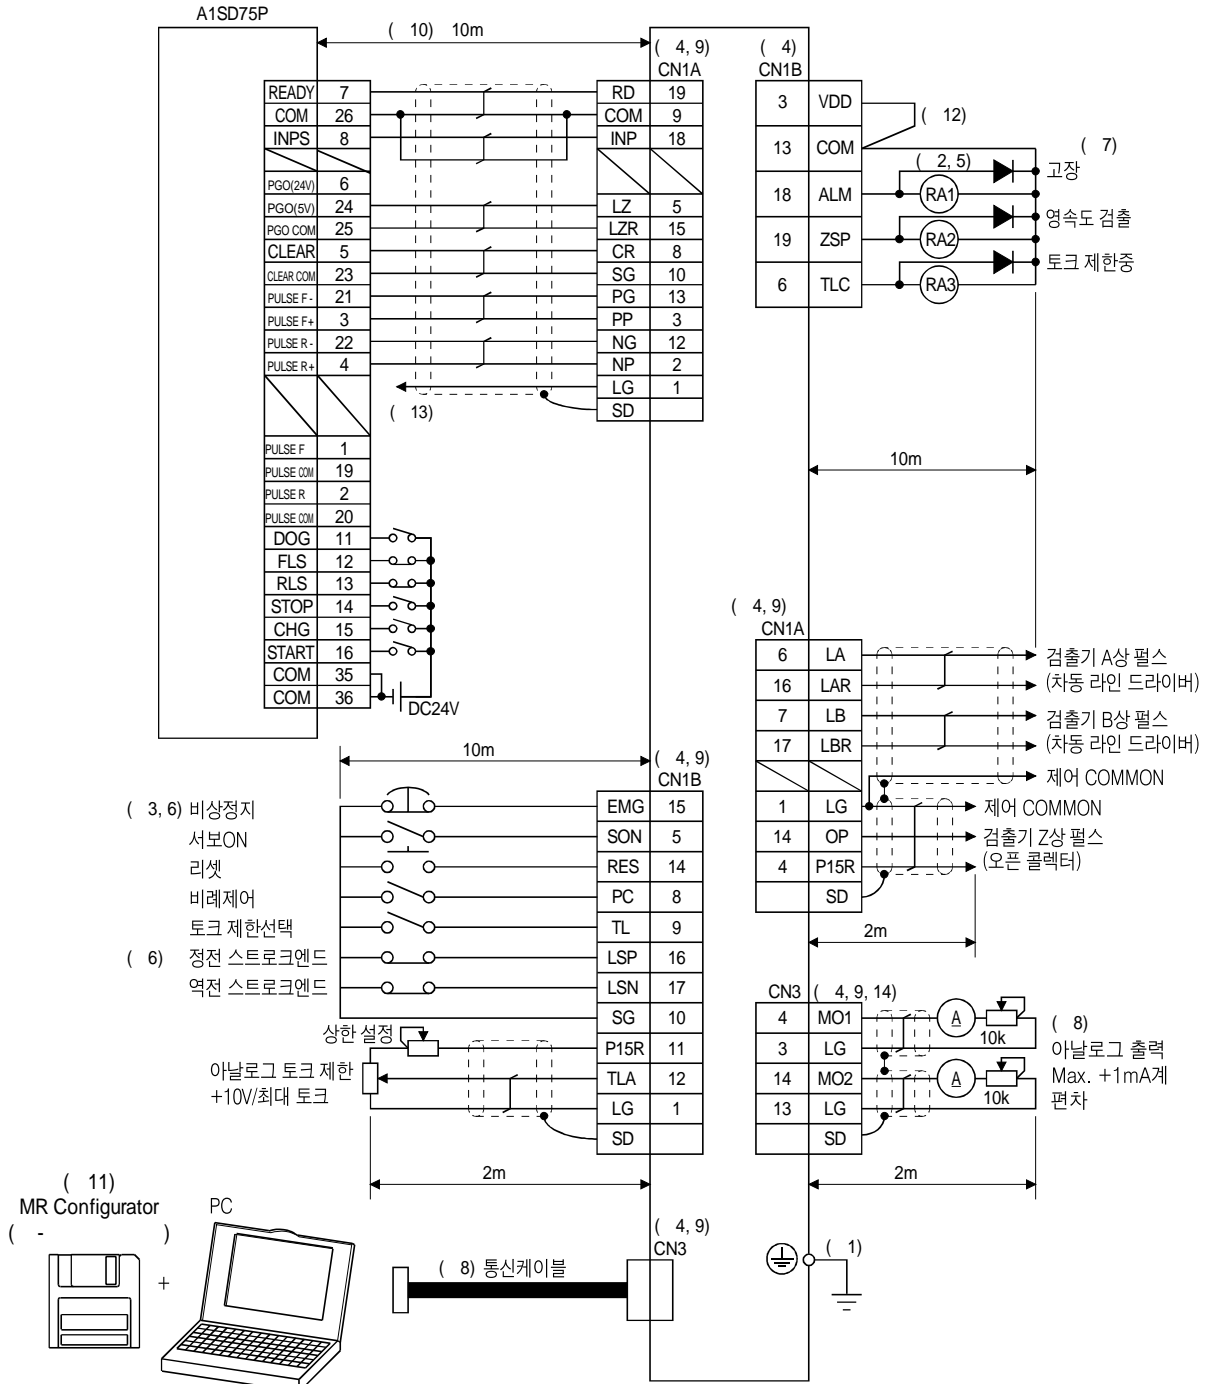 A1SD75P
( 10) 10m
( 4, 9)
CN1A
( 4)
CN1B
READY 7
COM 26
INPS 8
PGO(24V) 6
PGO(5V) 24
PGO COM 25
CLEAR 5
CLEAR COM 23
PULSE F - 21
PULSE F+ 3
PULSE R - 22
PULSE R+ 4
PULSE F 1
PULSE COM 19
PULSE R 2
PULSE COM 20
DOG 11
FLS 12
RLS 13
STOP 14
CHG 15
START 16
COM 35
COM 36
DC24V
RD 19
COM 9
INP 18
LZ 5
LZR 15
CR 8
SG 10
PG 13
PP 3
NG 12
NP 2
LG 1
SD
( 13)
3 VDD
( 12)
13 COM
( 7)
( 2, 5)
고장
18 ALM RA1
영속도 검출
19 ZSP RA2
토크 제한중
6 TLC RA3
10m
( 4, 9)
CN1A
6 LA 검출기 A상 펄스
16 LAR (차동 라인 드라이버)
7 LB 검출기 B상 펄스
17 LBR (차동 라인 드라이버)
제어 COMMON
1 LG 제어 COMMON
14 OP 검출기 Z상 펄스
4 P15R (오픈 콜렉터)
SD
2m
10m
( 4, 9)
CN1B
( 3, 6) 비상정지 EMG 15
서보ON SON 5
리셋 RES 14
비례제어 PC 8
토크 제한선택 TL 9
( 6) 정전 스트로크엔드 LSP 16
역전 스트로크엔드 LSN 17
SG 10
상한 설정 P15R 11
아날로그 토크 제한 TLA 12
+10V/최대 토크 LG 1
SD
2m
CN3 ( 4, 9, 14)
4 MO1 A 10k
( 8)
3 LG 아날로그 출력
14 MO2 A 10k Max. +1mA계
13 LG 편차
SD
2m
( 11)
MR Configurator
( - )
+
PC
( 4, 9)
CN3
( 8) 통신케이블
( 1)